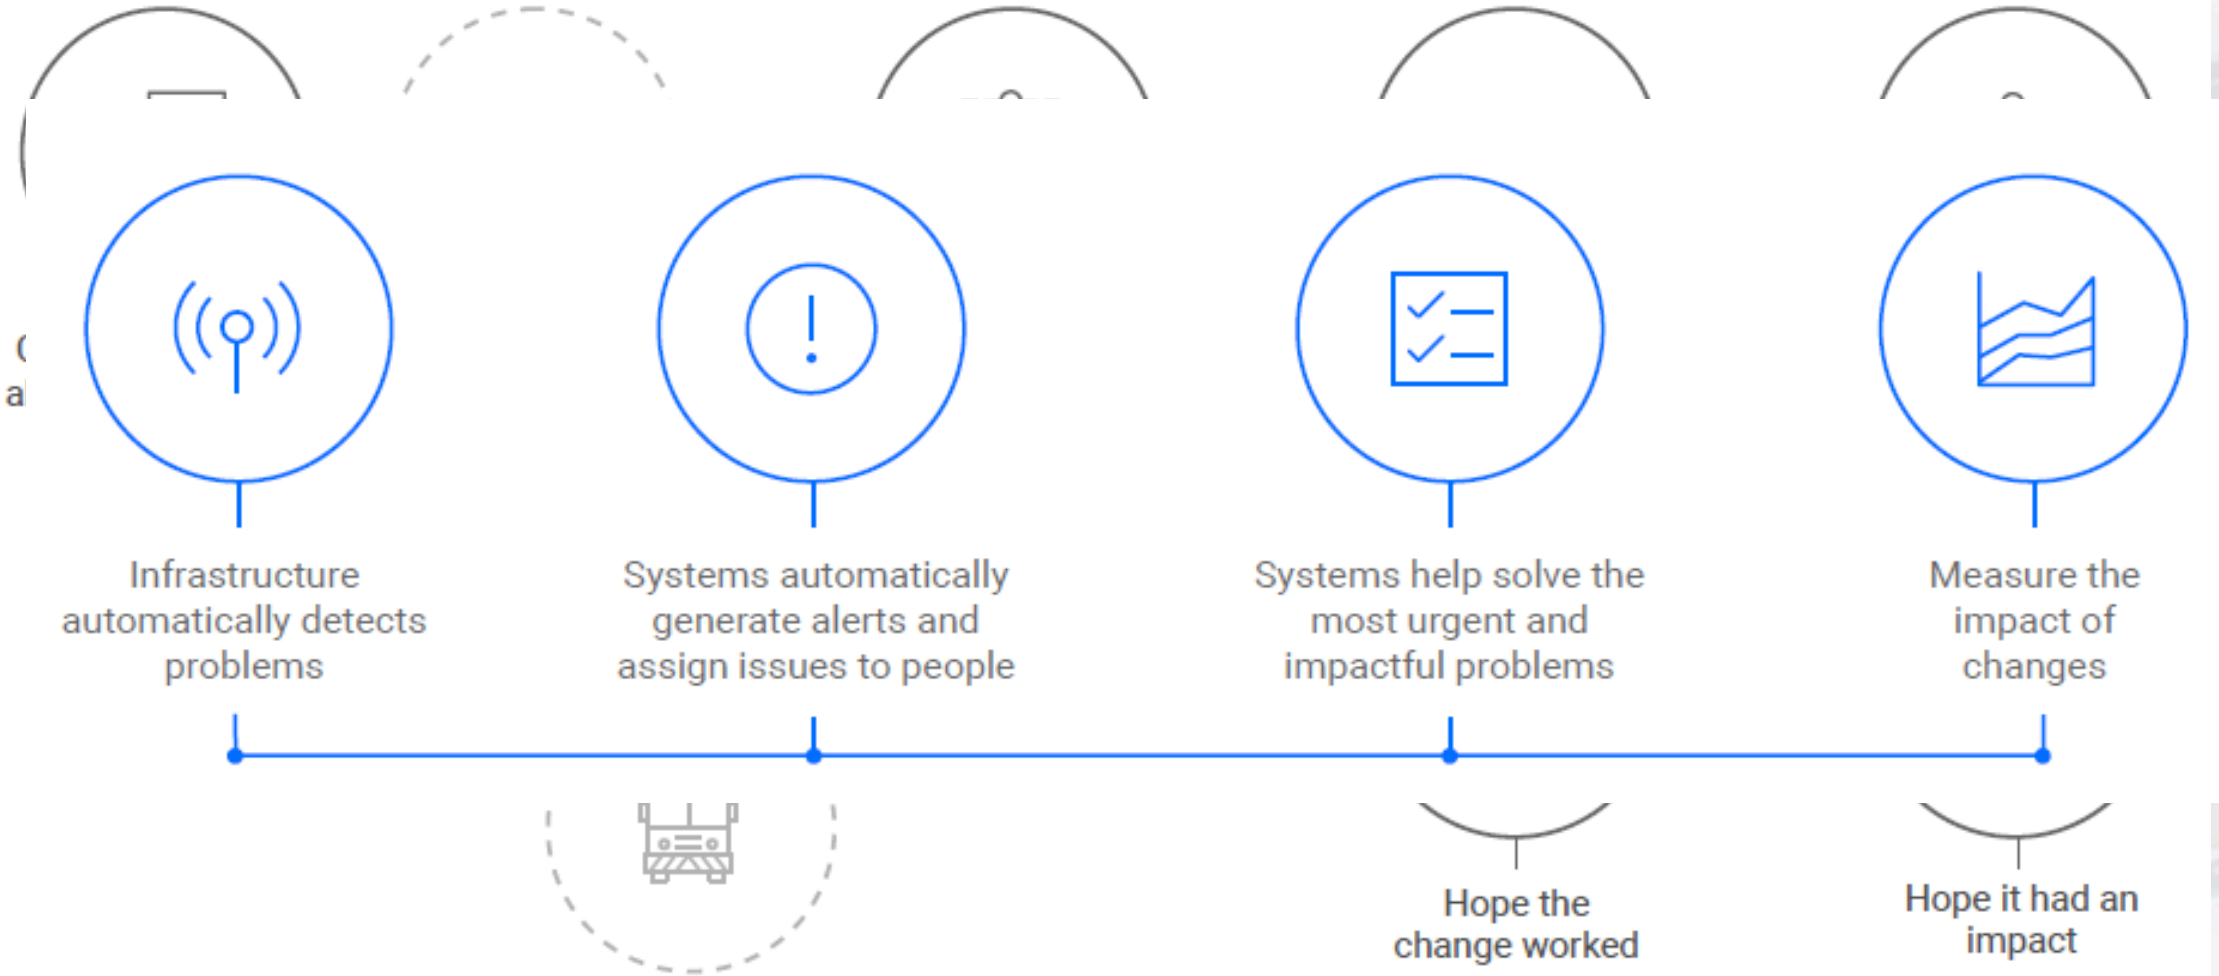 Infrastructure
automatically detects
problems
Systems automatically
generate alerts and
assign issues to people
Systems help solve the
most urgent and
impactful problems
Measure the
impact of
changes
Hope the
change worked
Hope it had an
impact